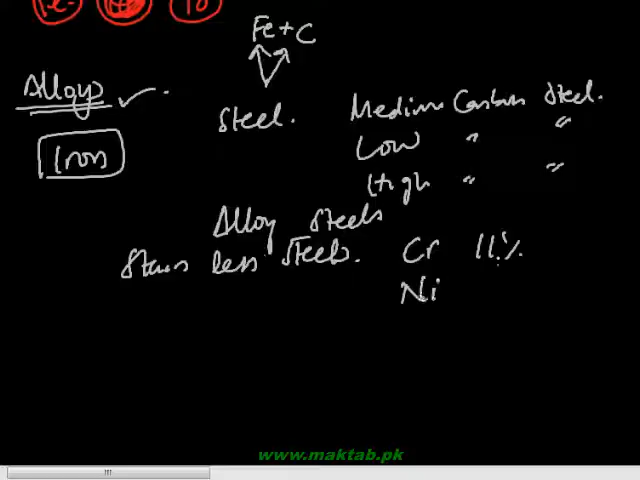 Fe+C
Alloys
Steel. Medium Carbon Steel.
Low " "
Iron
High " "
Alloy Steels
Stainless Steels. Cr 11%
Ni
www.maktab.pk